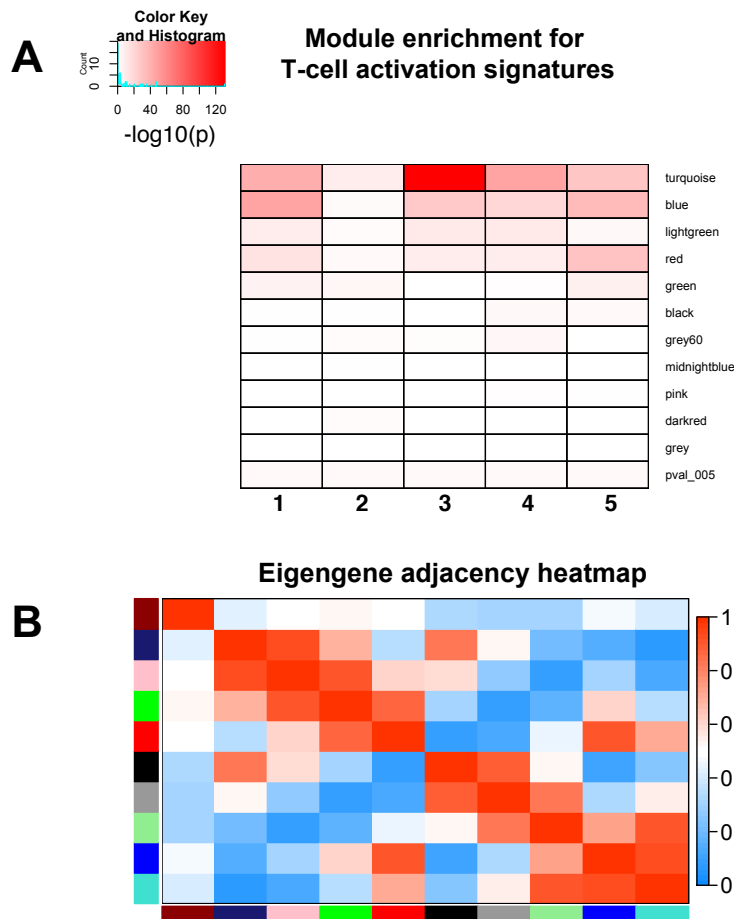 A
Color Key
and Histogram
Count
0 10
0 40 80 120
-log10(p)
Module enrichment for
T-cell activation signatures
turquoise
blue
lightgreen
red
green
black
grey60
midnightblue
pink
darkred
grey
pval_005
1 2 3 4 5
B
Eigengene adjacency heatmap
1
0
0
0
0
0